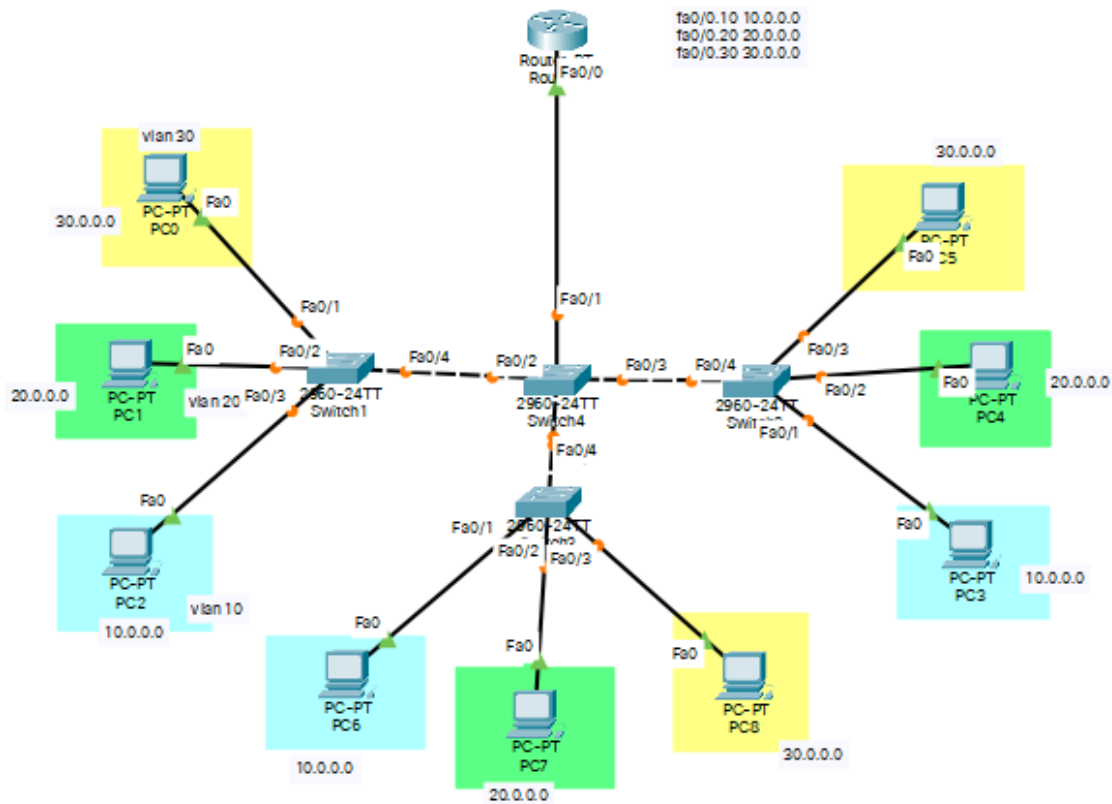 fa0/0.10 10.0.0.0
fa0/0.20 20.0.0.0
fa0/0.30 30.0.0.0
Fa0/0
vlan 30
Fa0
PC-PT
PC0
30.0.0.0
30.0.0.0
PC-PT
Fa0
Fa0/1
Fa0/1
Fa0
Fa0/2
Fa0/4
Fa0/2
Fa0/3
Fa0/4
Fa0/3
Fa0/2
Fa0
20.0.0.0
PC-PT
PC1
vlan 20
Fa0/3
2960-24TT
Switch1
2960-24TT
Switch4
2960-24TT
Fa0/1
PC-PT
PC4
20.0.0.0
Fa0/4
Fa0
PC-PT
PC2
vlan 10
10.0.0.0
Fa0/1
2960-24TT
Fa0/2
Fa0/3
Fa0
PC-PT
PC3
10.0.0.0
Fa0
PC-PT
PC6
10.0.0.0
Fa0
PC-PT
PC7
20.0.0.0
Fa0
PC-PT
PC8
30.0.0.0